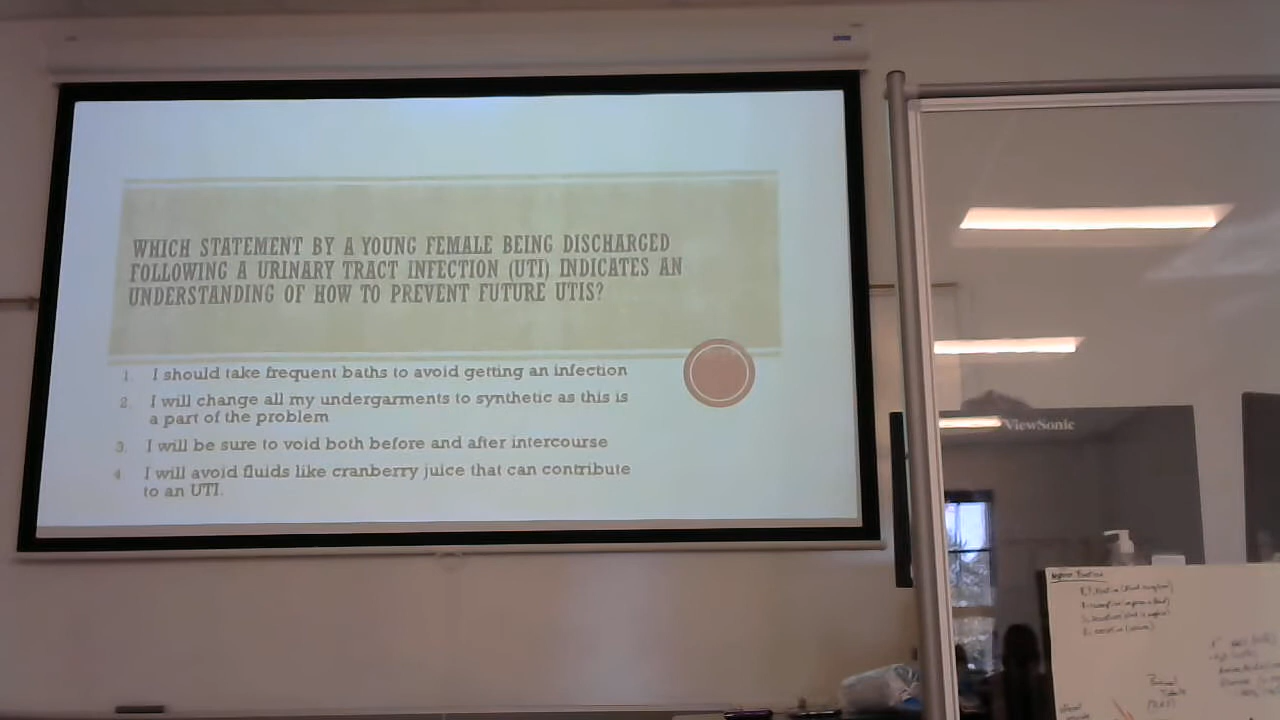 WHICH STATEMENT BY A YOUNG FEMALE BEING DISCHARGED
FOLLOWING A URINARY TRACT INFECTION (UTI) INDICATES AN
UNDERSTANDING OF HOW TO PREVENT FUTURE UTIS?
1. I should take frequent baths to avoid getting an infection
2. I will change all my undergarments to synthetic as this is
a part of the problem
3. I will be sure to void both before and after intercourse
4. I will avoid fluids like cranberry juice that can contribute
to an UTI.
ViewSonic